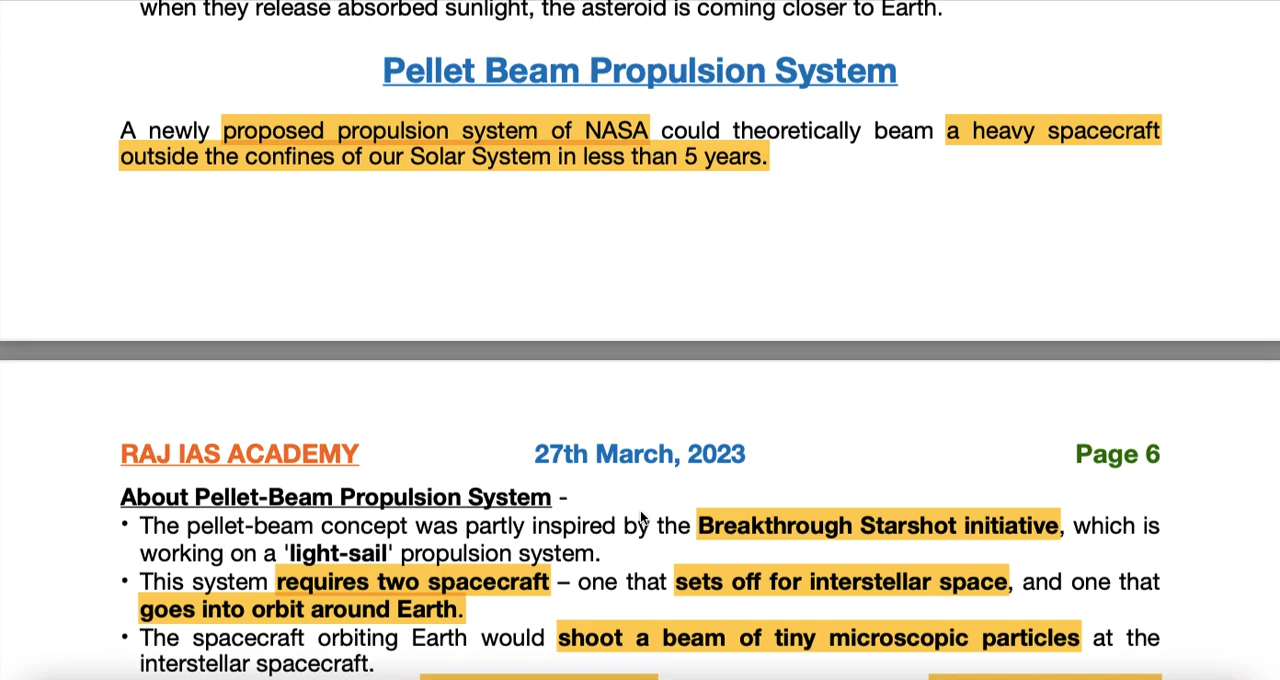 when they release absorbed sunlight, the asteroid is coming closer to Earth.
Pellet Beam Propulsion System
A newly proposed propulsion system of NASA could theoretically beam a heavy spacecraft
outside the confines of our Solar System in less than 5 years.
RAJ IAS ACADEMY 27th March, 2023 Page 6
About Pellet-Beam Propulsion System -
• The pellet-beam concept was partly inspired by the Breakthrough Starshot initiative, which is
working on a 'light-sail' propulsion system.
• This system requires two spacecraft – one that sets off for interstellar space, and one that
goes into orbit around Earth.
• The spacecraft orbiting Earth would shoot a beam of tiny microscopic particles at the
interstellar spacecraft.